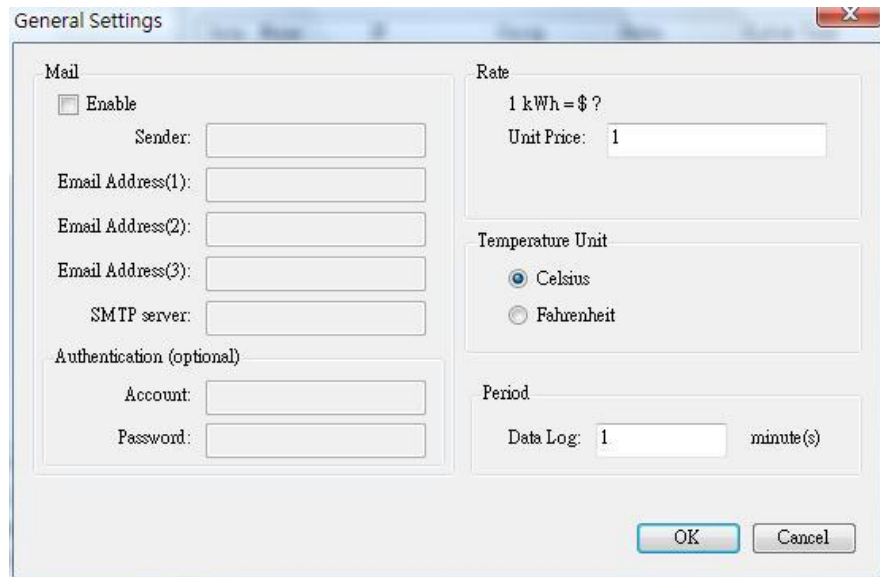 General Settings
Mail
Enable
Sender:
Email Address(1):
Email Address(2):
Email Address(3):
SMTP server:
Authentication (optional)
Account:
Password:
Rate
1 kWh = $ ?
Unit Price: 1
Temperature Unit
Celsius
Fahrenheit
Period
Data Log: 1 minute(s)
OK Cancel